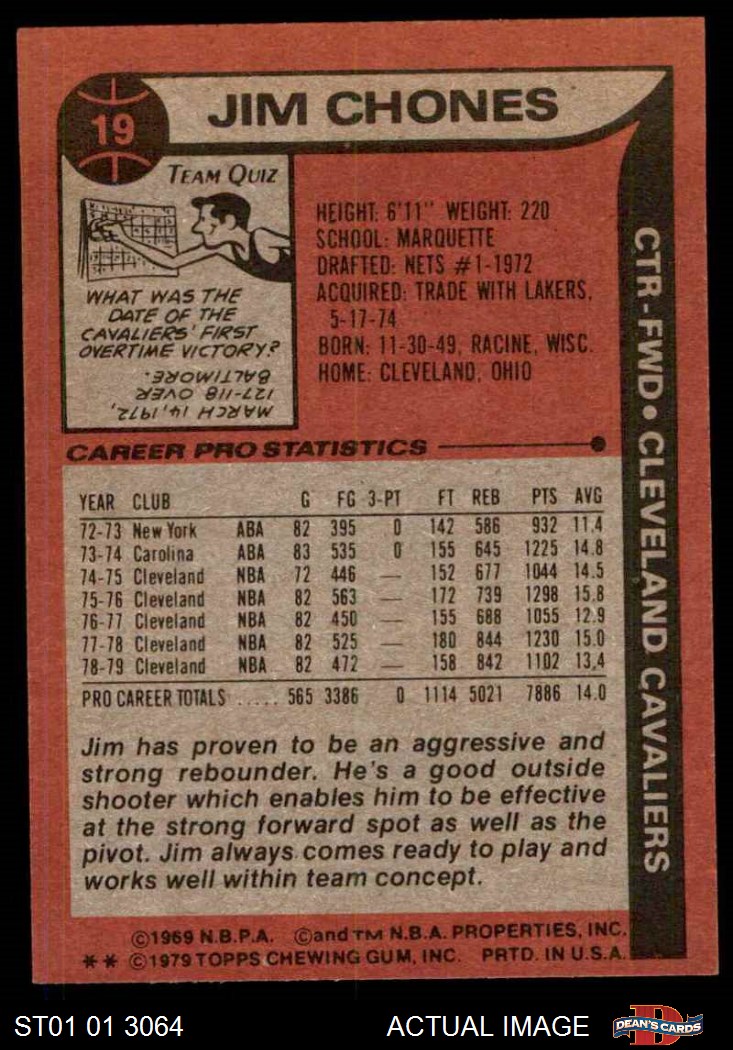 19
JIM CHONES
TEAM QUIZ
WHAT WAS THE
DATE OF THE
CAVALIERS' FIRST
OVERTIME VICTORY?
MARCH 14, 1972,
127-118 OVER
BALTIMORE.
HEIGHT: 6'11" WEIGHT: 220
SCHOOL: MARQUETTE
DRAFTED: NETS #1-1972
ACQUIRED: TRADE WITH LAKERS,
5-17-74
BORN: 11-30-49, RACINE, WISC.
HOME: CLEVELAND, OHIO
CTR-FWD • CLEVELAND CAVALIERS
CAREER PRO STATISTICS
YEAR CLUB G FG 3-PT FT REB PTS AVG
72-73 New York ABA 82 395 0 142 586 932 11.4
73-74 Carolina ABA 83 535 0 155 645 1225 14.8
74-75 Cleveland NBA 72 446 — 152 677 1044 14.5
75-76 Cleveland NBA 82 563 — 172 739 1298 15.8
76-77 Cleveland NBA 82 450 — 155 688 1055 12.9
77-78 Cleveland NBA 82 525 — 180 844 1230 15.0
78-79 Cleveland NBA 82 472 — 158 842 1102 13.4
PRO CAREER TOTALS ..... 565 3386 0 1114 5021 7886 14.0
Jim has proven to be an aggressive and
strong rebounder. He's a good outside
shooter which enables him to be effective
at the strong forward spot as well as the
pivot. Jim always comes ready to play and
works well within team concept.
©1969 N.B.P.A. ©and TM N.B.A. PROPERTIES, INC.
** ©1979 TOPPS CHEWING GUM, INC. PRTD. IN U.S.A.
ST01 01 3064 ACTUAL IMAGE D DEAN'S CARDS